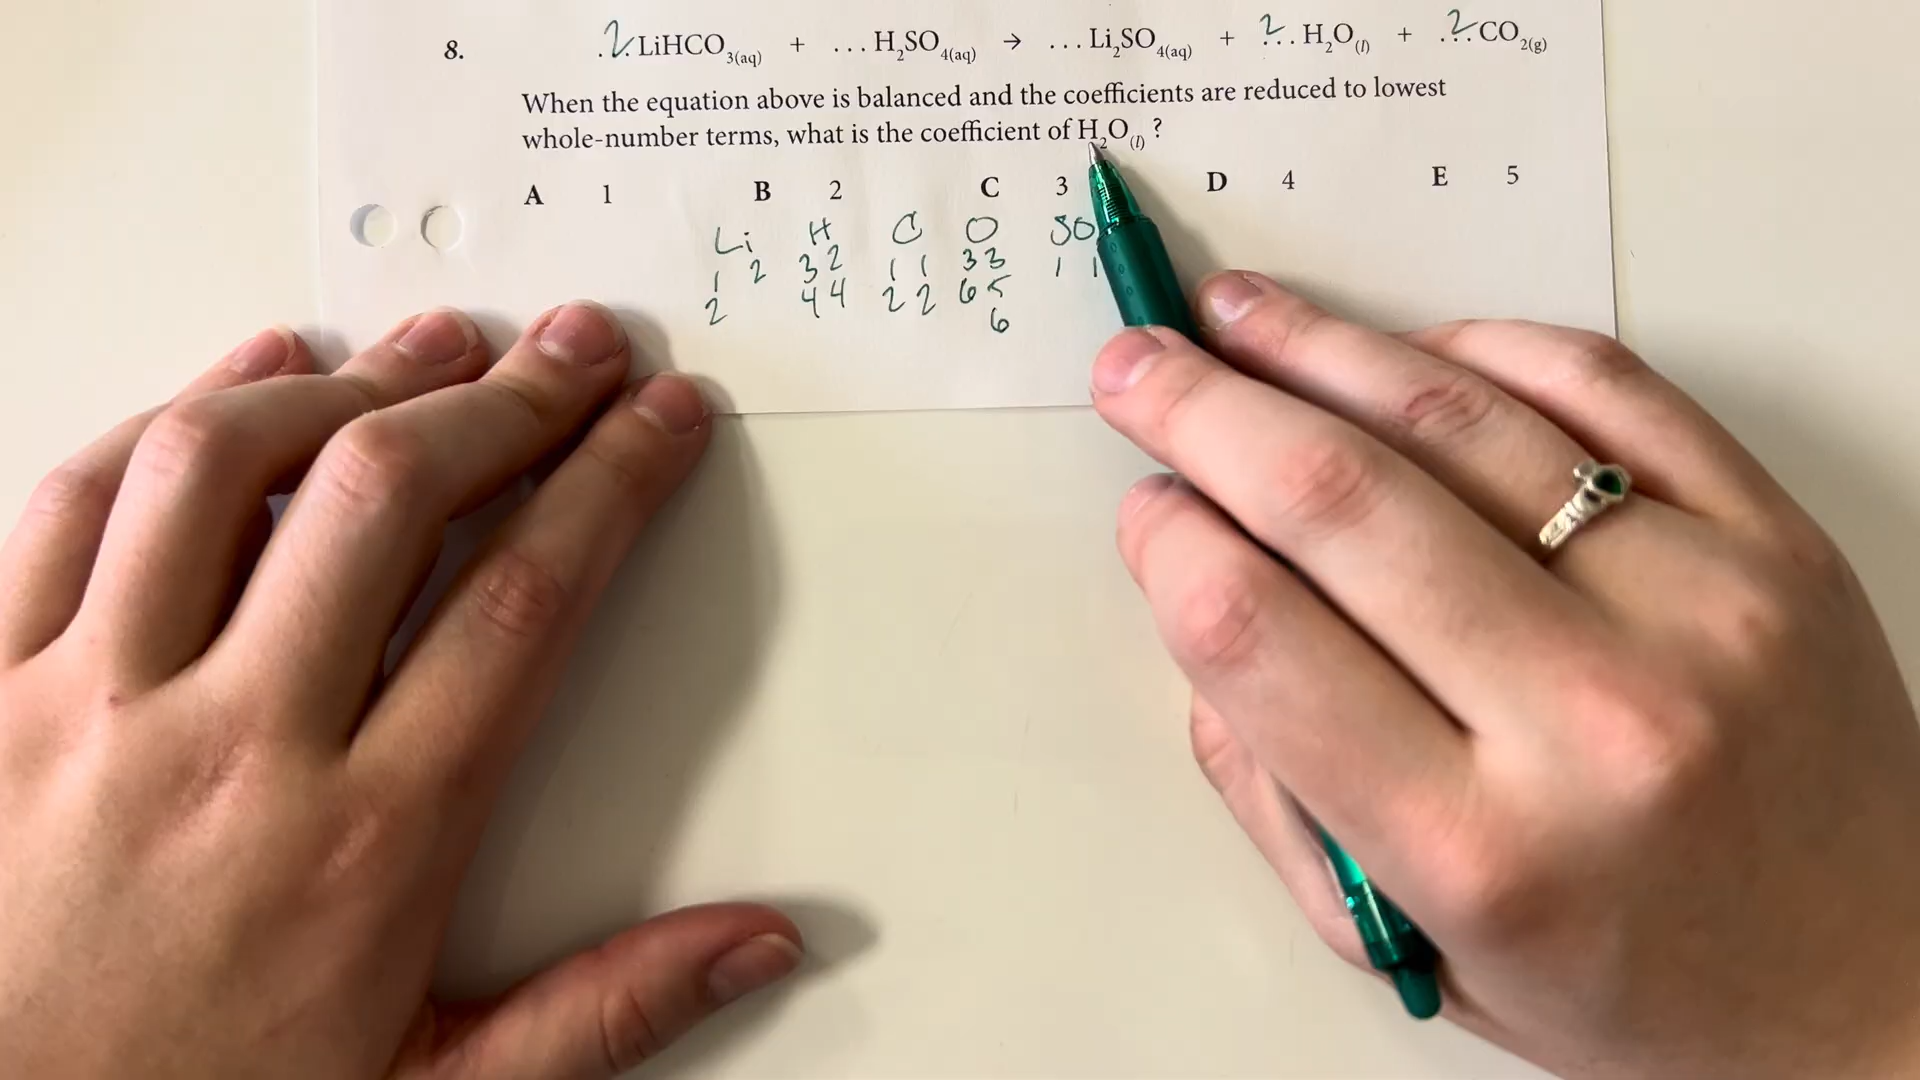 8. .2.LiHCO3(aq) + ...H2SO4(aq) → ...Li2SO4(aq) + 2...H2O(l) + .2.CO2(g)
When the equation above is balanced and the coefficients are reduced to lowest
whole-number terms, what is the coefficient of H2O(l) ?
A 1 B 2 C 3 D 4 E 5
Li H C O SO
1 2 3 2 1 1 3 3 1 1
2 4 4 2 2 6 5
6